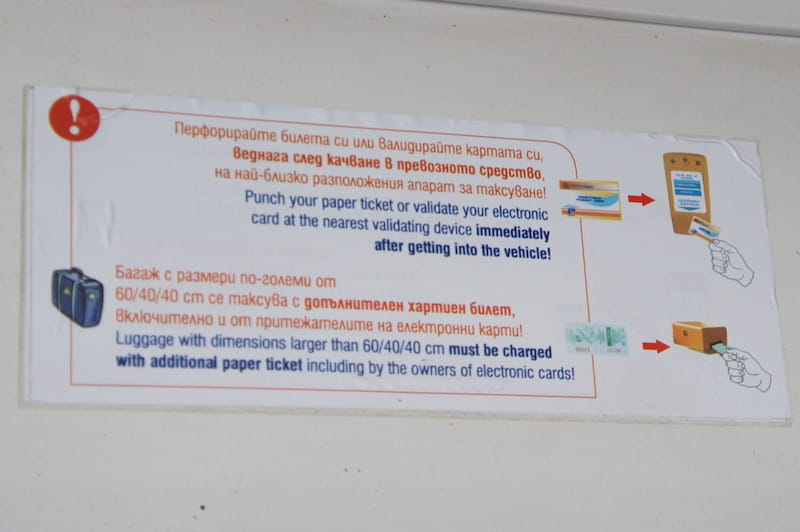 !
Перфорирайте билета си или валидирайте картата си,
веднага след качване в превозното средство,
на най-близко разположения апарат за таксуване!
Punch your paper ticket or validate your electronic
card at the nearest validating device immediately
after getting into the vehicle!
Багаж с размери по-големи от
60/40/40 cm се таксува с допълнителен хартиен билет,
включително и от притежателите на електронни карти!
Luggage with dimensions larger than 60/40/40 cm must be charged
with additional paper ticket including by the owners of electronic cards!